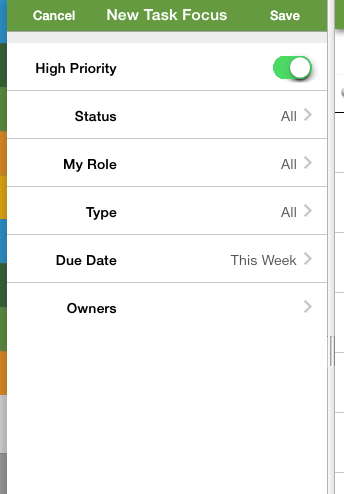 Cancel New Task Focus Save
High Priority
Status All
My Role All
Type All
Due Date This Week
Owners